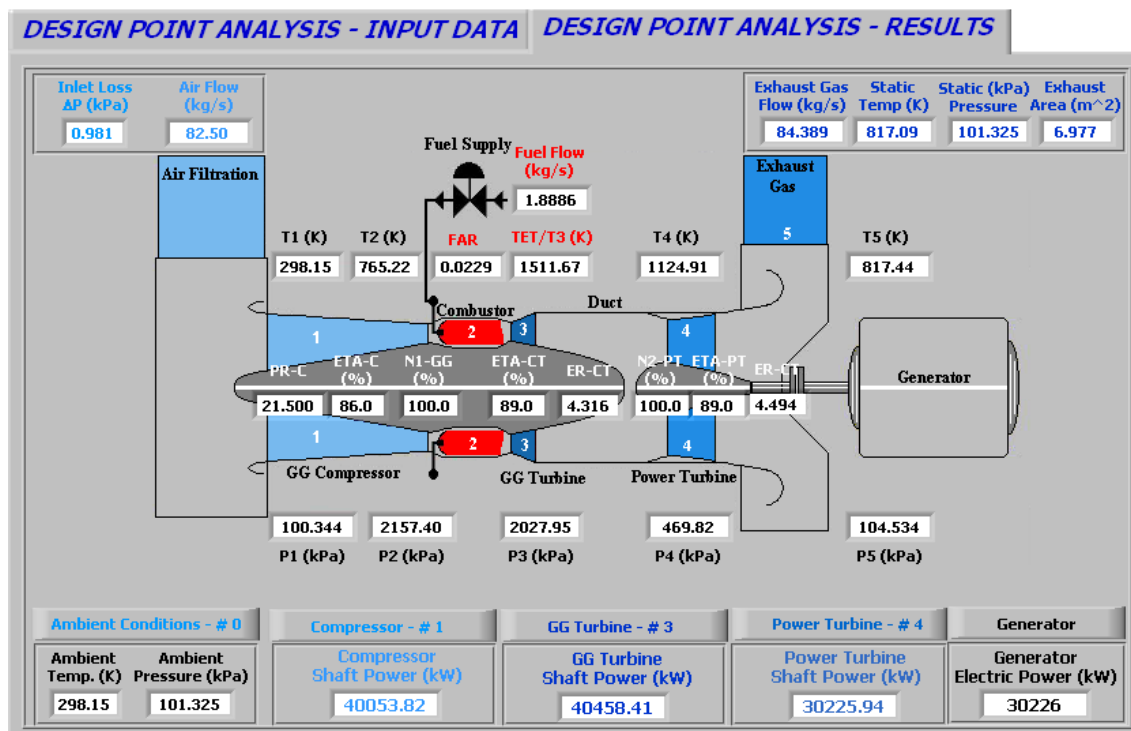 DESIGN POINT ANALYSIS - INPUT DATA
DESIGN POINT ANALYSIS - RESULTS
Inlet Loss
ΔP (kPa)
0.981
Air Flow
(kg/s)
82.50
Exhaust Gas
Flow (kg/s)
84.389
Static
Temp (K)
817.09
Static (kPa)
Pressure
101.325
Exhaust
Area (m^2)
6.977
Air Filtration
Fuel Supply
Fuel Flow
(kg/s)
1.8886
Exhaust
Gas
5
T1 (K)
298.15
T2 (K)
765.22
FAR
0.0229
TET/T3 (K)
1511.67
T4 (K)
1124.91
T5 (K)
817.44
Combustor
Duct
1
2
3
4
PR-C
21.500
ETA-C
(%)
86.0
N1-GG
(%)
100.0
ETA-CT
(%)
89.0
ER-CT
4.316
N2-PT
(%)
100.0
ETA-PT
(%)
89.0
ER-CT
4.494
Generator
1
2
3
4
GG Compressor
GG Turbine
Power Turbine
100.344
P1 (kPa)
2157.40
P2 (kPa)
2027.95
P3 (kPa)
469.82
P4 (kPa)
104.534
P5 (kPa)
Ambient Conditions - # 0
Ambient
Temp. (K)
298.15
Ambient
Pressure (kPa)
101.325
Compressor - # 1
Compressor
Shaft Power (kW)
40053.82
GG Turbine - # 3
GG Turbine
Shaft Power (kW)
40458.41
Power Turbine - # 4
Power Turbine
Shaft Power (kW)
30225.94
Generator
Generator
Electric Power (kW)
30226